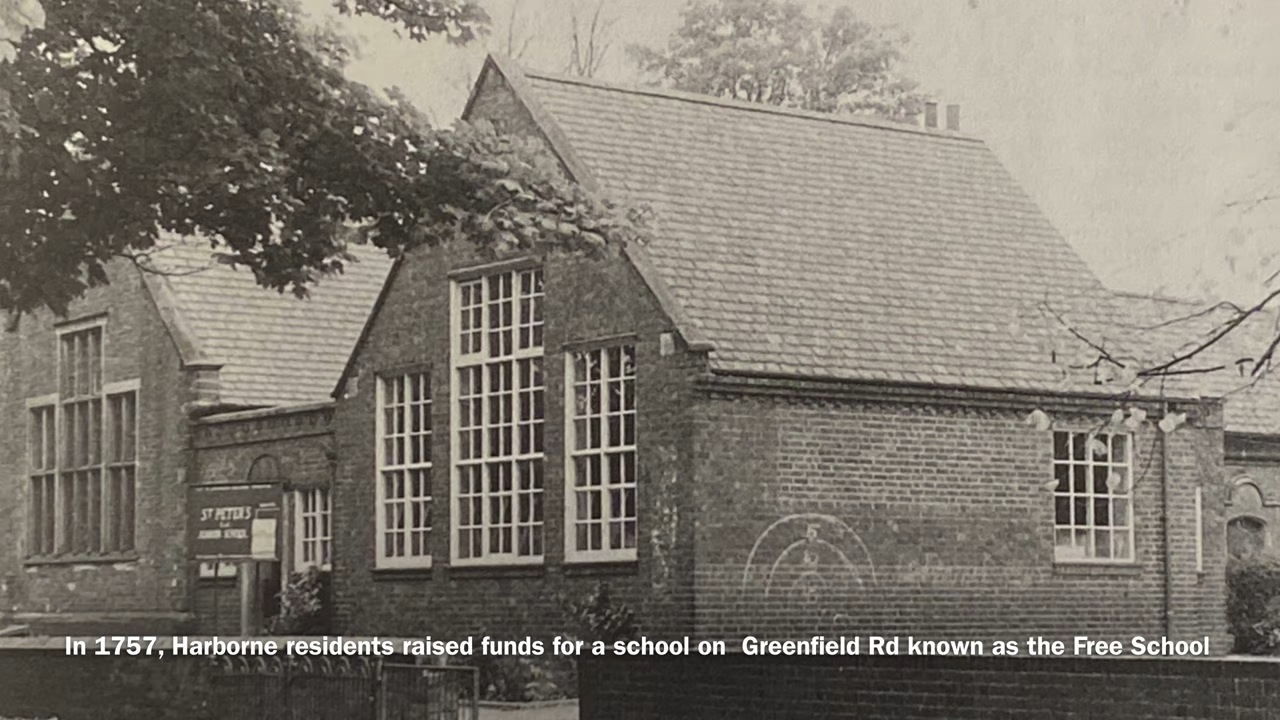 ST PETER'S
JUNIOR SCHOOL
In 1757, Harborne residents raised funds for a school on  Greenfield Rd known as the Free School